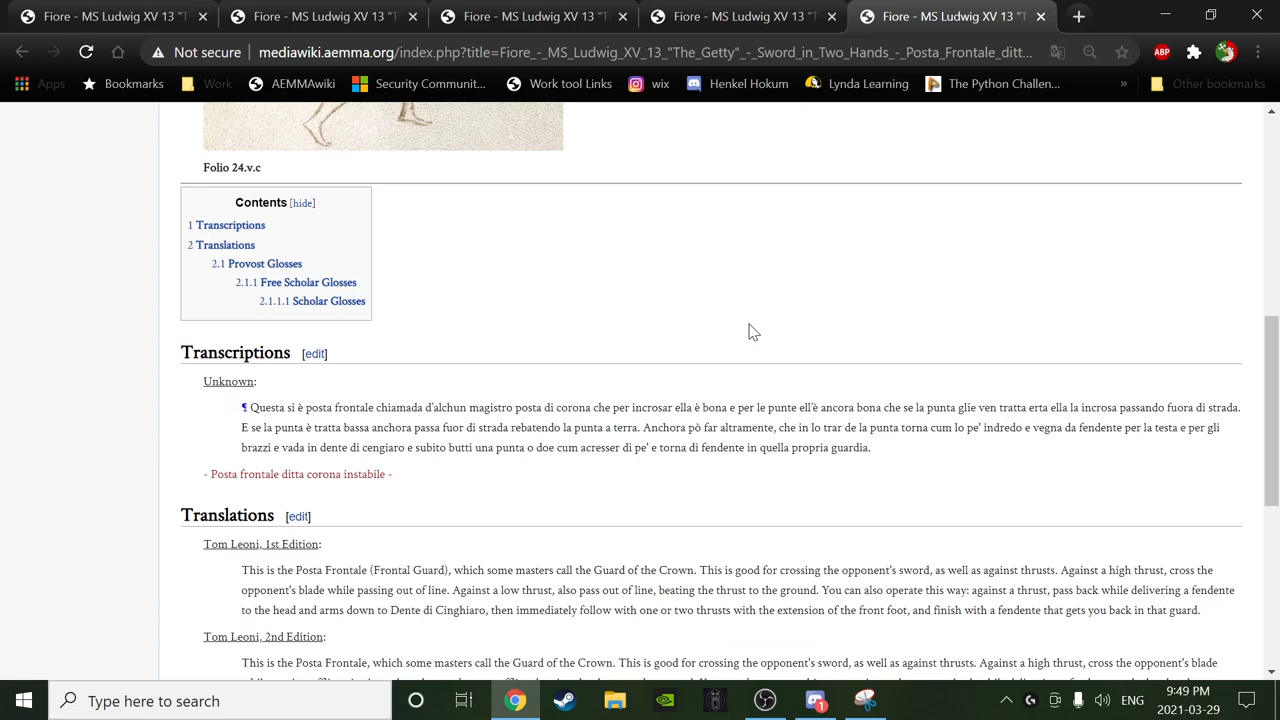 Fiore - MS Ludwig XV 13 "T
Fiore - MS Ludwig XV 13 "T
Fiore - MS Ludwig XV 13 "T
Fiore - MS Ludwig XV 13 "T
Fiore - MS Ludwig XV 13 "T
Not secure
mediawiki.aemma.org/index.php?title=Fiore_-_MS_Ludwig_XV_13_"The_Getty"_-_Sword_in_Two_Hands_-_Posta_Frontale_ditt...
ABP
Apps
Bookmarks
Work
AEMMAwiki
Security Communit...
Work tool Links
wix
Henkel Hokum
Lynda Learning
The Python Challen...
»
Other bookmarks
Folio 24.v.c
Contents [hide]
1 Transcriptions
2 Translations
2.1 Provost Glosses
2.1.1 Free Scholar Glosses
2.1.1.1 Scholar Glosses
Transcriptions [edit]
Unknown:
¶ Questa si è posta frontale chiamada d'alchun magistro posta di corona che per incrosar ella è bona e per le punte ell'è ancora bona che se la punta glie ven tratta erta ella la incrosa passando fuora di strada.
E se la punta è tratta bassa anchora passa fuor di strada rebatendo la punta a terra. Anchora pò far altramente, che in lo trar de la punta torna cum lo pe' indredo e vegna da fendente per la testa e per gli
brazzi e vada in dente di cengiaro e subito butti una punta o doe cum acresser di pe' e torna di fendente in quella propria guardia.
- Posta frontale ditta corona instabile -
Translations [edit]
Tom Leoni, 1st Edition:
This is the Posta Frontale (Frontal Guard), which some masters call the Guard of the Crown. This is good for crossing the opponent's sword, as well as against thrusts. Against a high thrust, cross the
opponent's blade while passing out of line. Against a low thrust, also pass out of line, beating the thrust to the ground. You can also operate this way: against a thrust, pass back while delivering a fendente
to the head and arms down to Dente di Cinghiaro, then immediately follow with one or two thrusts with the extension of the front foot, and finish with a fendente that gets you back in that guard.
Tom Leoni, 2nd Edition:
This is the Posta Frontale, which some masters call the Guard of the Crown. This is good for crossing the opponent's sword, as well as against thrusts. Against a high thrust, cross the opponent's blade
Type here to search
1
ENG
9:49 PM
2021-03-29